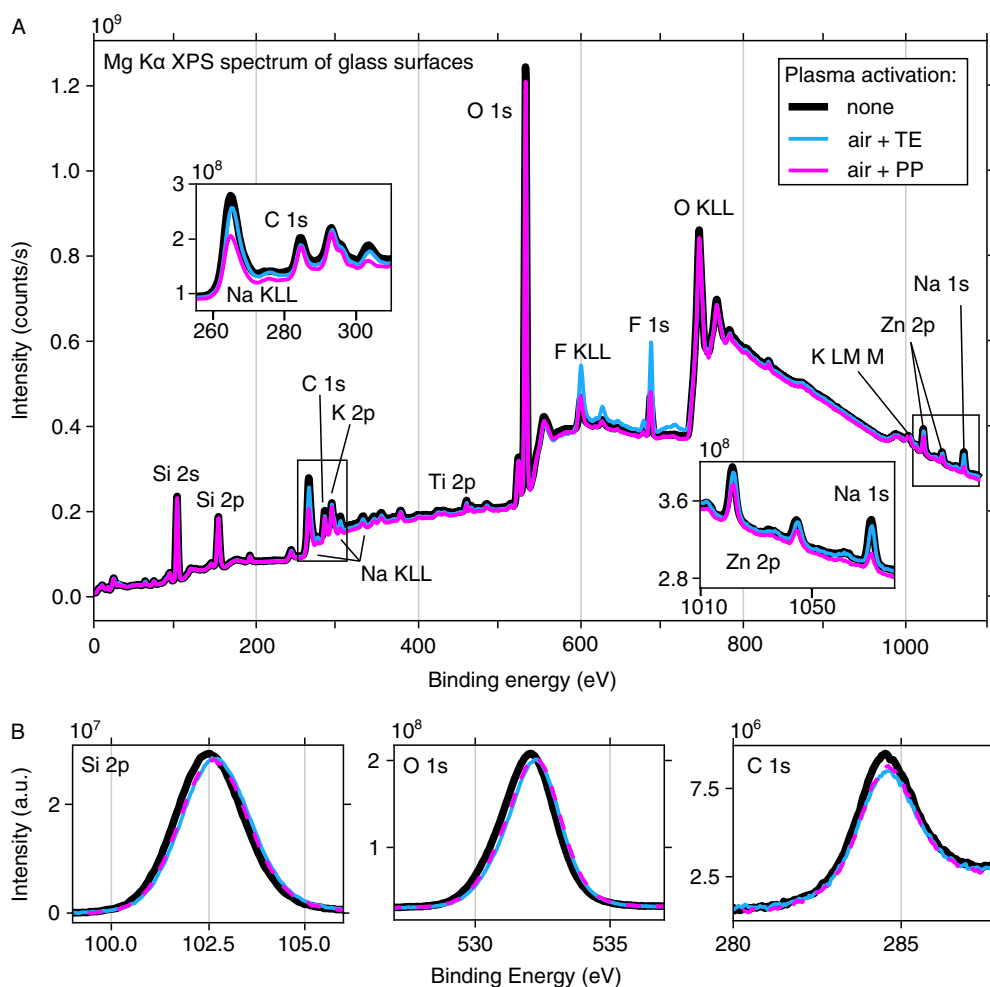 A
10⁹
Mg Kα XPS spectrum of glass surfaces
Plasma activation:
none
air + TE
air + PP
Intensity (counts/s)
1.2
1.0
0.8
0.6
0.4
0.2
0.0
10⁸
3
2
1
C 1s
Na KLL
260 280 300
O 1s
O KLL
F KLL
F 1s
Na 1s
Zn 2p
K LM M
C 1s
K 2p
Si 2s
Si 2p
Ti 2p
Na KLL
10⁸
3.6
2.8
Na 1s
Zn 2p
1010 1050
0 200 400 600 800 1000
Binding energy (eV)
B
10⁷
Si 2p
Intensity (a.u.)
2
0
100.0 102.5 105.0
10⁸
O 1s
2
1
530 535
10⁶
C 1s
7.5
2.5
280 285
Binding Energy (eV)